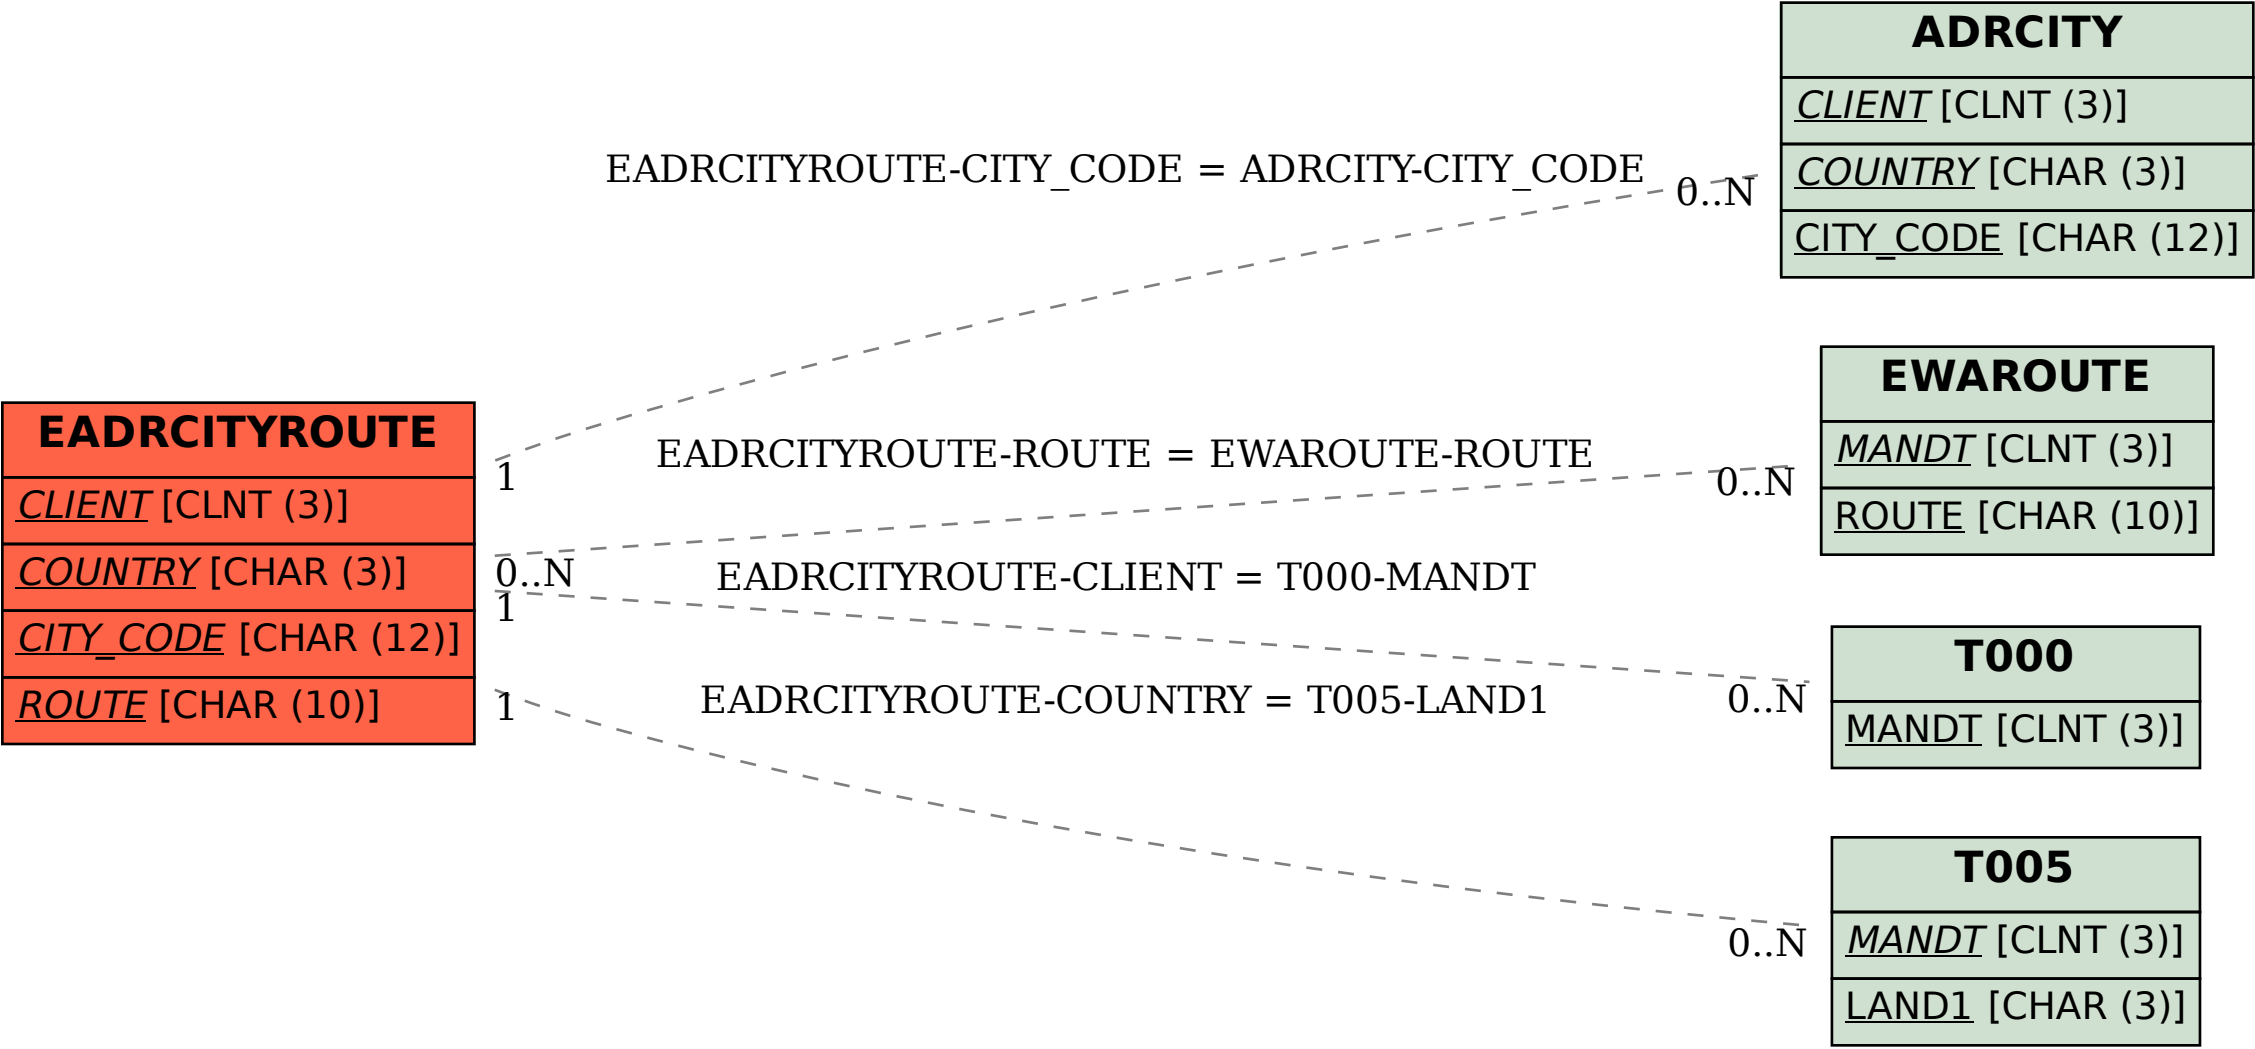 EADRCITYROUTE
CLIENT [CLNT (3)]
COUNTRY [CHAR (3)]
CITY_CODE [CHAR (12)]
ROUTE [CHAR (10)]
EADRCITYROUTE-CITY_CODE = ADRCITY-CITY_CODE
1
0..N
EADRCITYROUTE-ROUTE = EWAROUTE-ROUTE
0..N
0..N
EADRCITYROUTE-CLIENT = T000-MANDT
1
0..N
EADRCITYROUTE-COUNTRY = T005-LAND1
1
0..N
ADRCITY
CLIENT [CLNT (3)]
COUNTRY [CHAR (3)]
CITY_CODE [CHAR (12)]
EWAROUTE
MANDT [CLNT (3)]
ROUTE [CHAR (10)]
T000
MANDT [CLNT (3)]
T005
MANDT [CLNT (3)]
LAND1 [CHAR (3)]